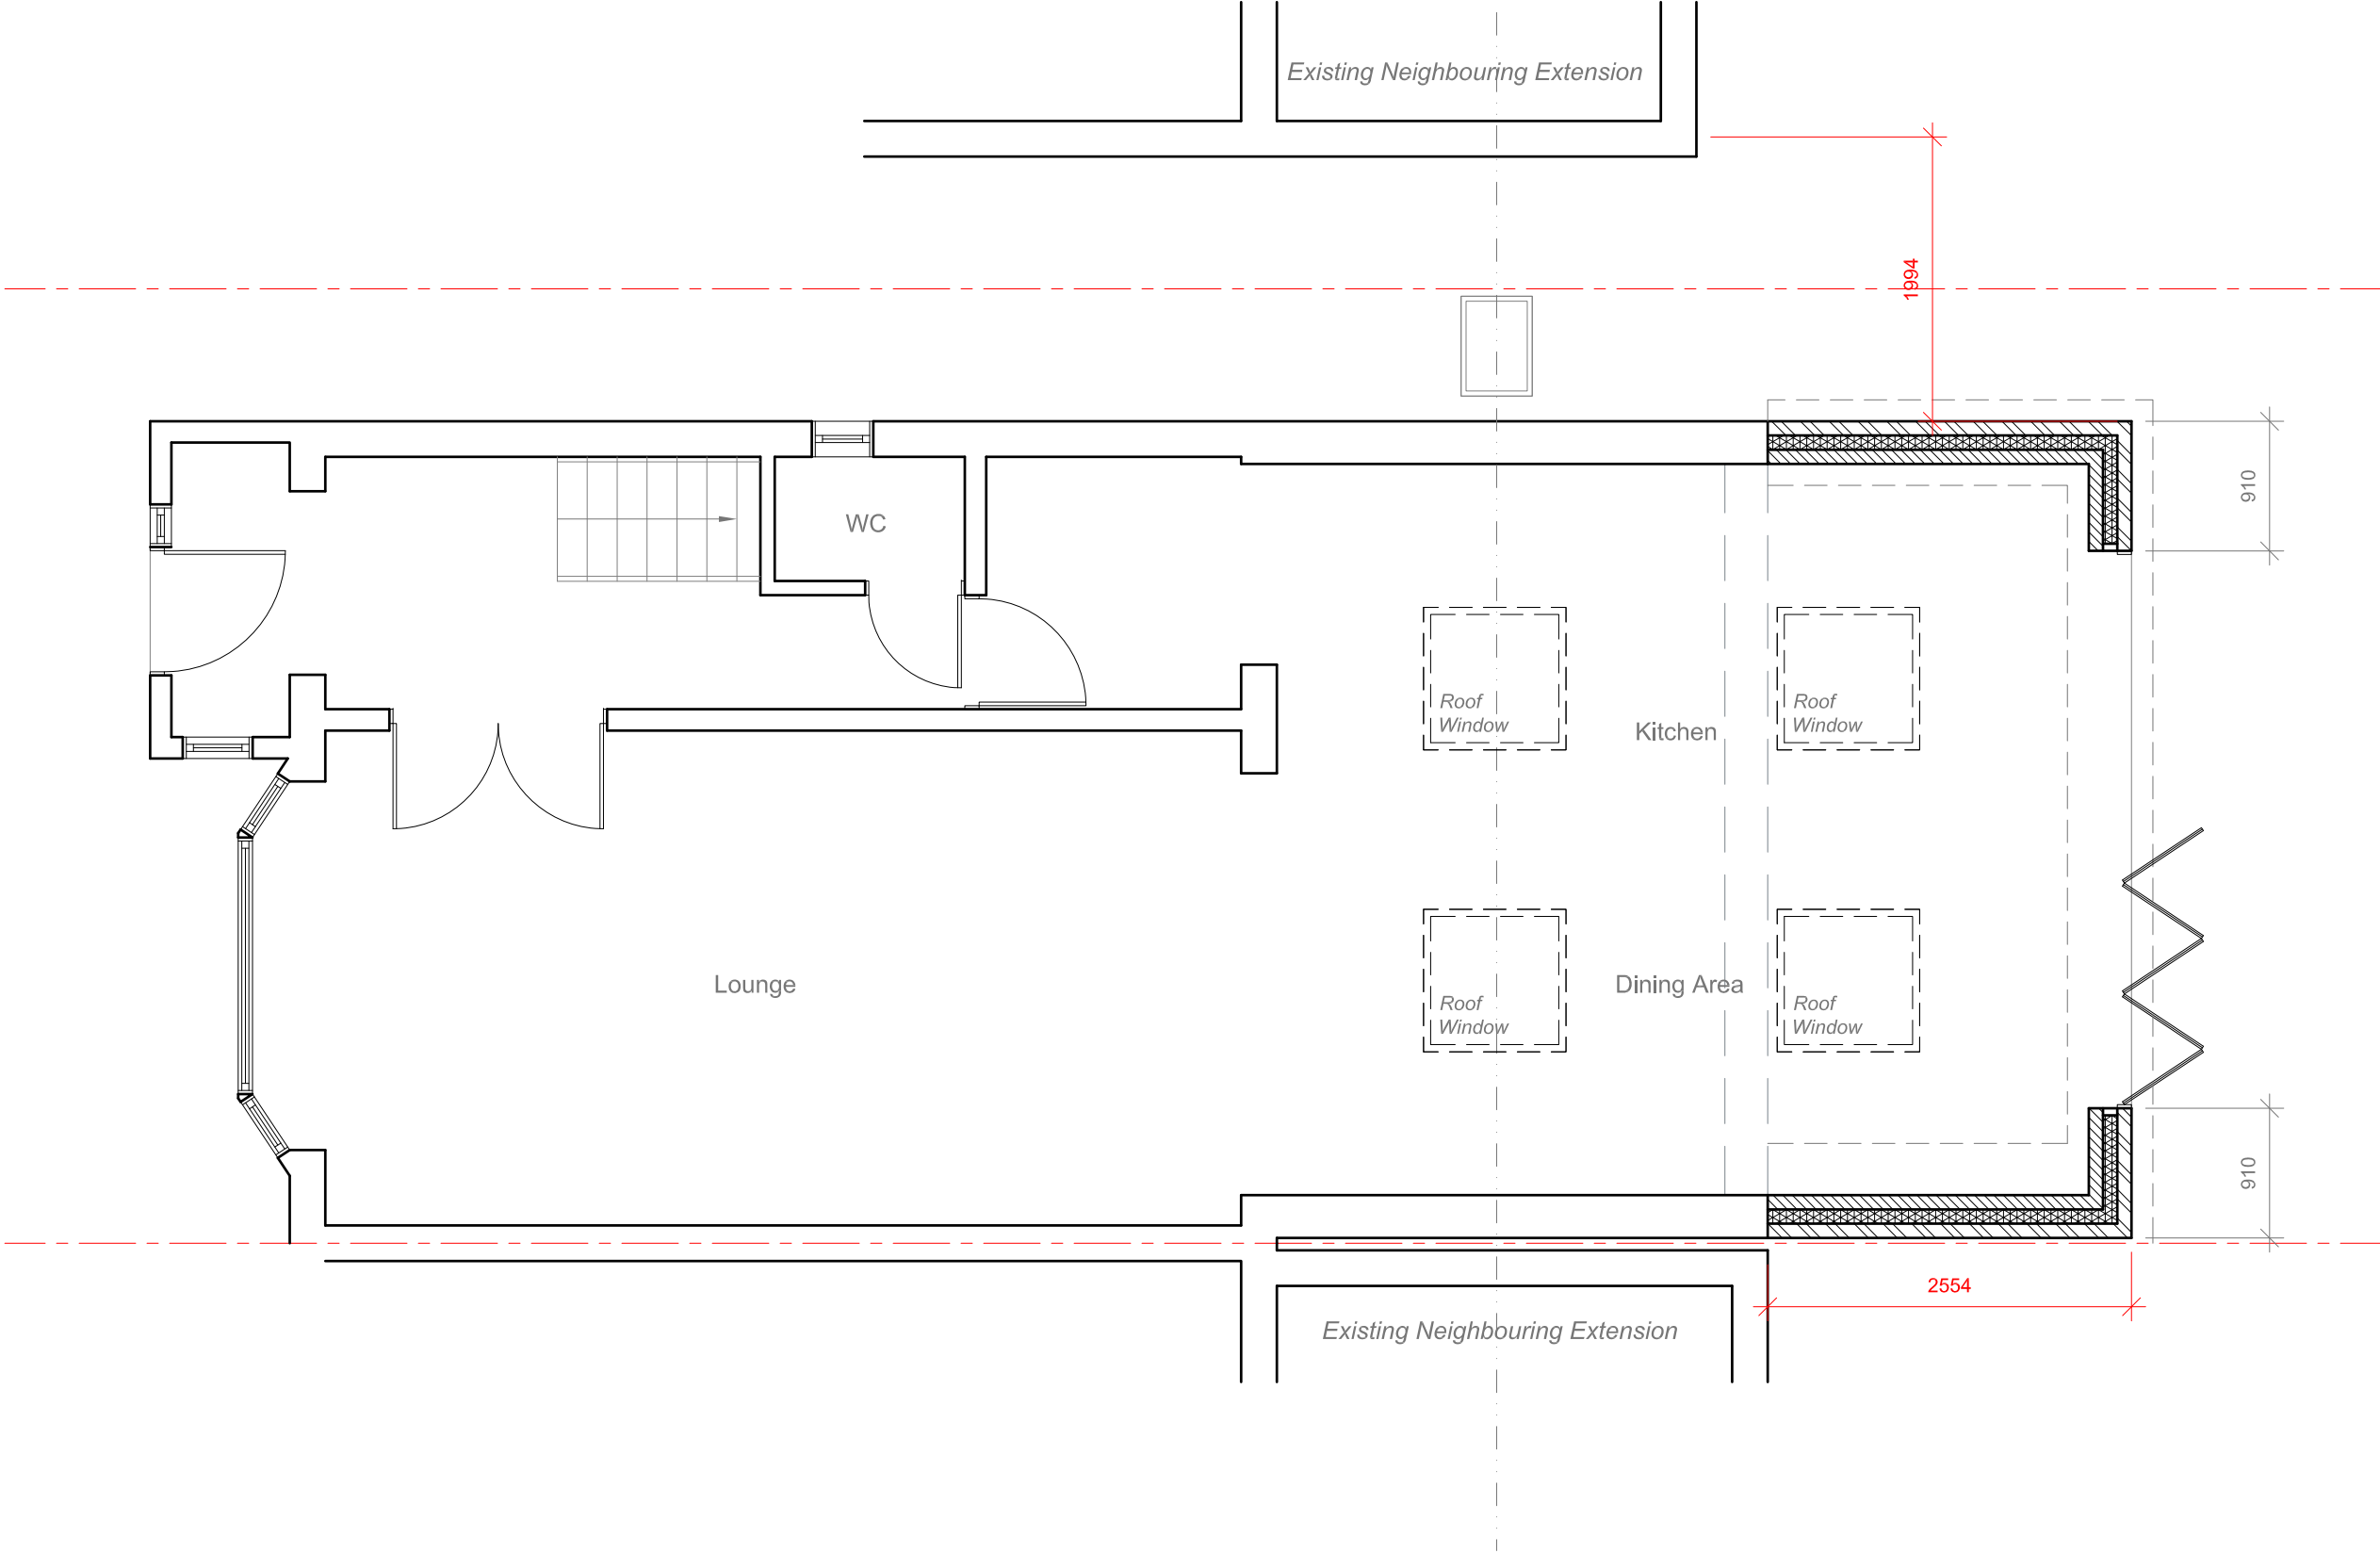 Existing Neighbouring Extension
1994
910
WC
Roof
Window
Roof
Window
Kitchen
Lounge
Dining Area
Roof
Window
Roof
Window
910
2554
Existing Neighbouring Extension